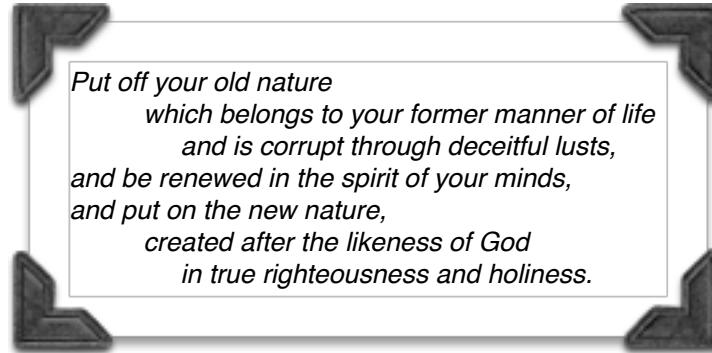 Put off your old nature
which belongs to your former manner of life
and is corrupt through deceitful lusts,
and be renewed in the spirit of your minds,
and put on the new nature,
created after the likeness of God
in true righteousness and holiness.